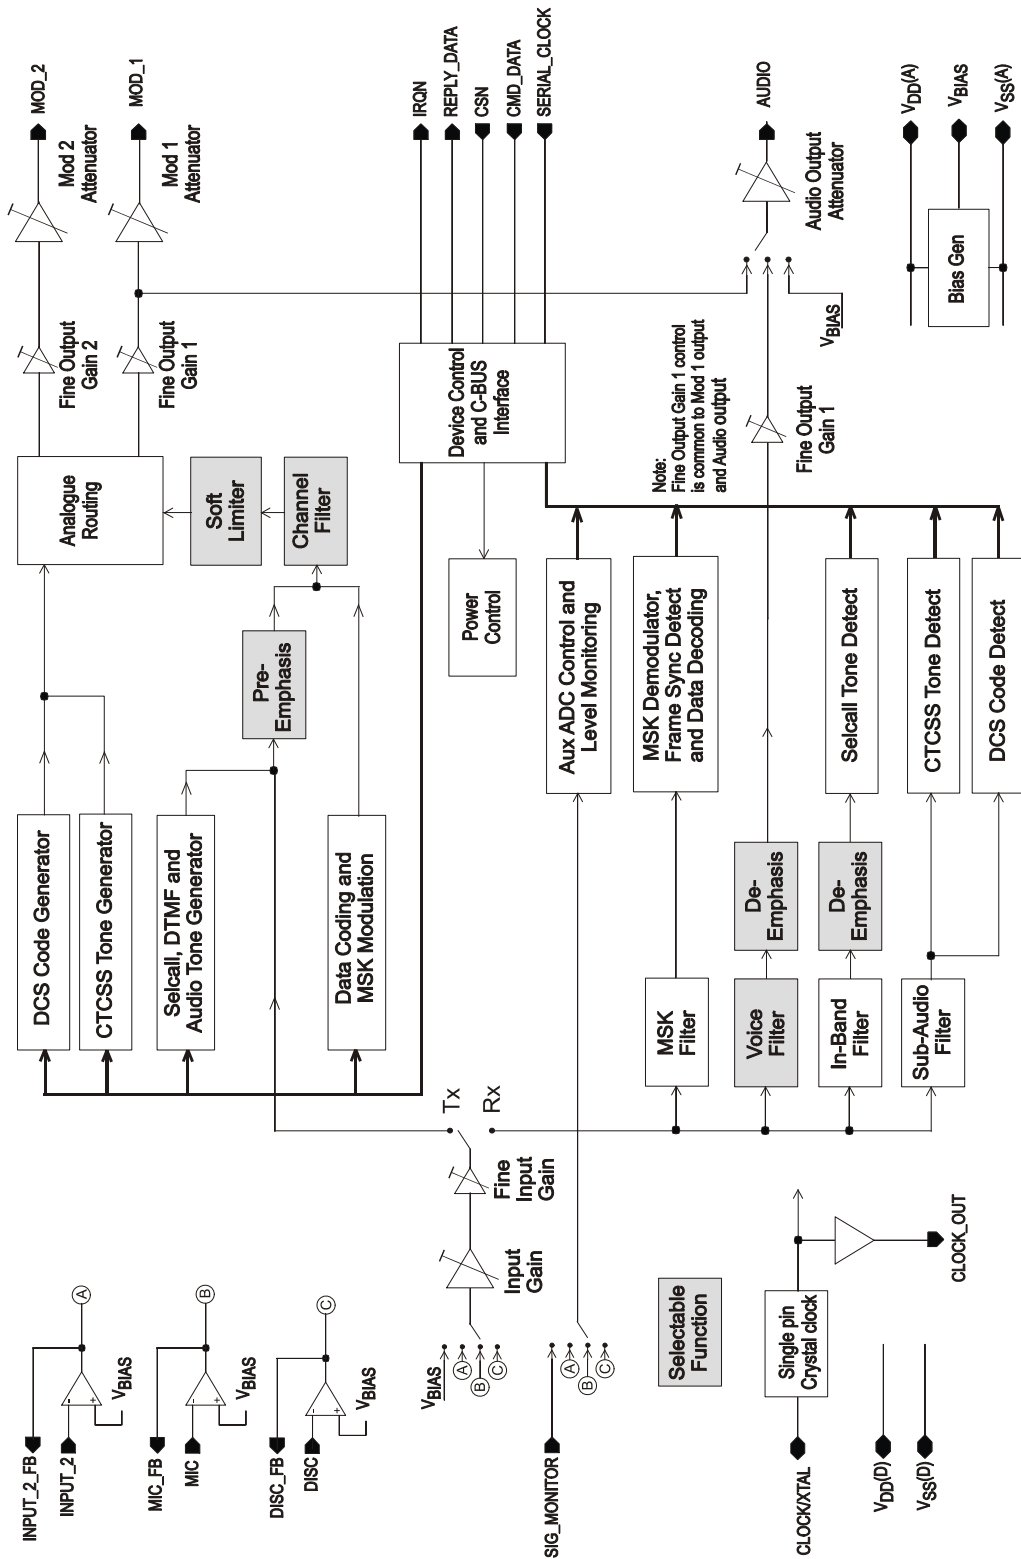 INPUT_2_FB
INPUT_2
A
-
+
VBIAS
MIC_FB
MIC
B
-
+
VBIAS
DISC_FB
DISC
C
-
+
VBIAS
DCS Code Generator
CTCSS Tone Generator
Selcall, DTMF and
Audio Tone Generator
Data Coding and
MSK Modulation
Pre-
Emphasis
Channel
Filter
Soft
Limiter
Analogue
Routing
Fine Output
Gain 2
Fine Output
Gain 1
Mod 2
Attenuator
Mod 1
Attenuator
MOD_2
MOD_1
VBIAS
A
B
C
Input
Gain
Fine
Input
Gain
Tx
Rx
Power
Control
Device Control
and C-BUS
Interface
IRQN
REPLY_DATA
CSN
CMD_DATA
SERIAL_CLOCK
SIG_MONITOR
A
B
C
Aux ADC Control and
Level Monitoring
MSK
Filter
MSK Demodulator,
Frame Sync Detect
and Data Decoding
Note:
Fine Output Gain 1 control
is common to Mod 1 output
and Audio output
Selectable
Function
Voice
Filter
De-
Emphasis
Fine Output
Gain 1
VBIAS
Audio Output
Attenuator
AUDIO
In-Band
Filter
De-
Emphasis
Selcall Tone Detect
Sub-Audio
Filter
CTCSS Tone Detect
DCS Code Detect
CLOCK/XTAL
Single pin
Crystal clock
CLOCK_OUT
VDD(D)
VSS(D)
Bias Gen
VDD(A)
VBIAS
VSS(A)